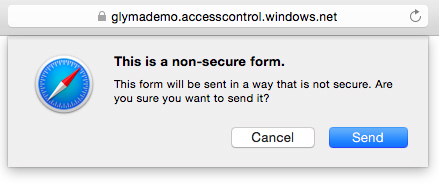 glymademo.accesscontrol.windows.net
This is a non-secure form.
This form will be sent in a way that is not secure. Are
you sure you want to send it?
Cancel Send